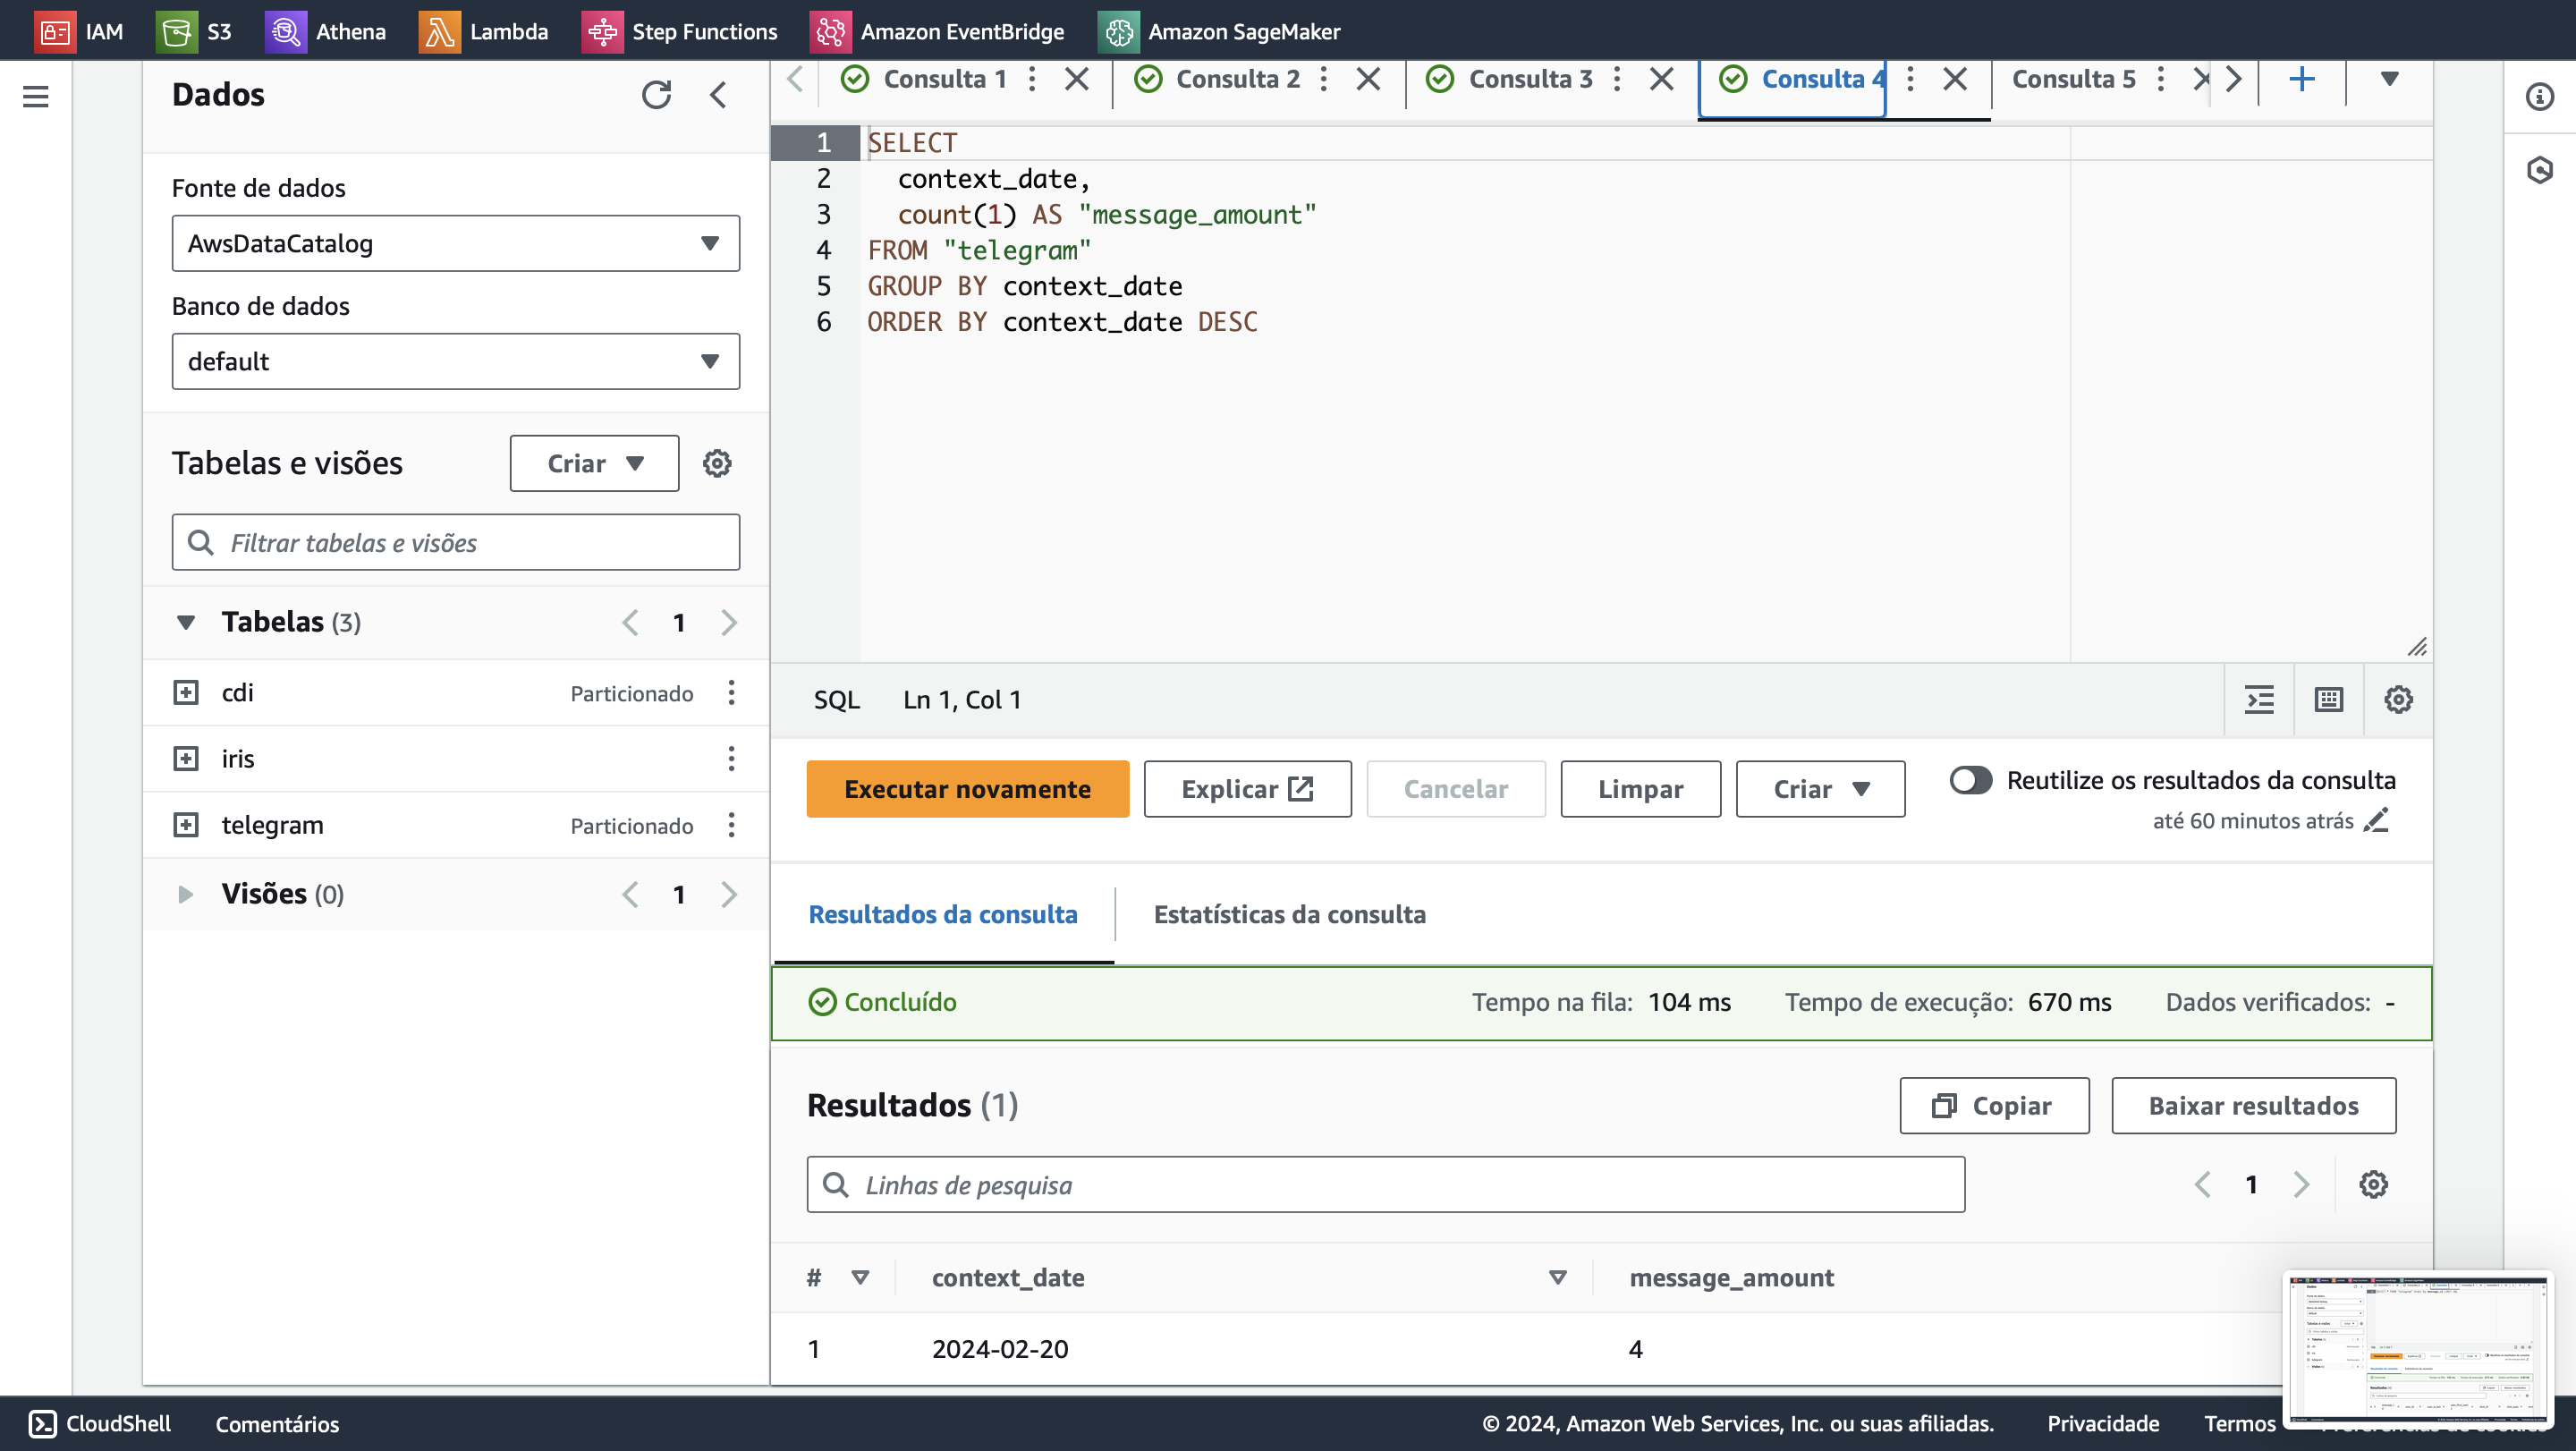 IAM S3 Athena Lambda Step Functions Amazon EventBridge Amazon SageMaker
Dados
Fonte de dados
AwsDataCatalog
Banco de dados
default
Tabelas e visões Criar
Filtrar tabelas e visões
Tabelas (3) 1
cdi Particionado
iris
telegram Particionado
Visões (0) 1
Consulta 1 Consulta 2 Consulta 3 Consulta 4 Consulta 5
1 SELECT
2 context_date,
3 count(1) AS "message_amount"
4 FROM "telegram"
5 GROUP BY context_date
6 ORDER BY context_date DESC
SQL Ln 1, Col 1
Executar novamente Explicar Cancelar Limpar Criar Reutilize os resultados da consulta
até 60 minutos atrás
Resultados da consulta Estatísticas da consulta
Concluído Tempo na fila: 104 ms Tempo de execução: 670 ms Dados verificados: -
Resultados (1) Copiar Baixar resultados
Linhas de pesquisa 1
# context_date message_amount
1 2024-02-20 4
CloudShell Comentários © 2024, Amazon Web Services, Inc. ou suas afiliadas. Privacidade Termos